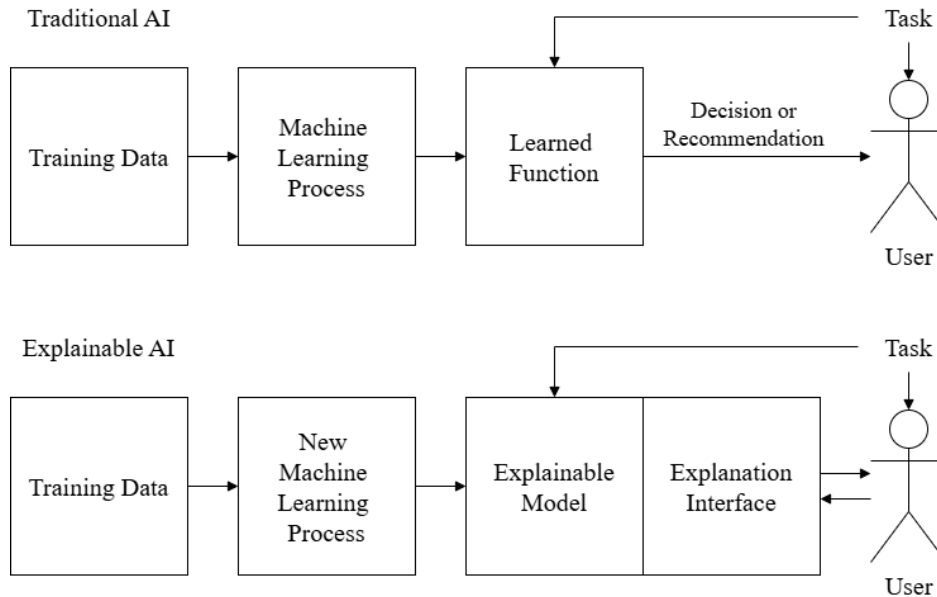 Traditional AI
Task
Training Data
Machine
Learning
Process
Learned
Function
Decision or
Recommendation
User
Explainable AI
Task
Training Data
New
Machine
Learning
Process
Explainable
Model
Explanation
Interface
User